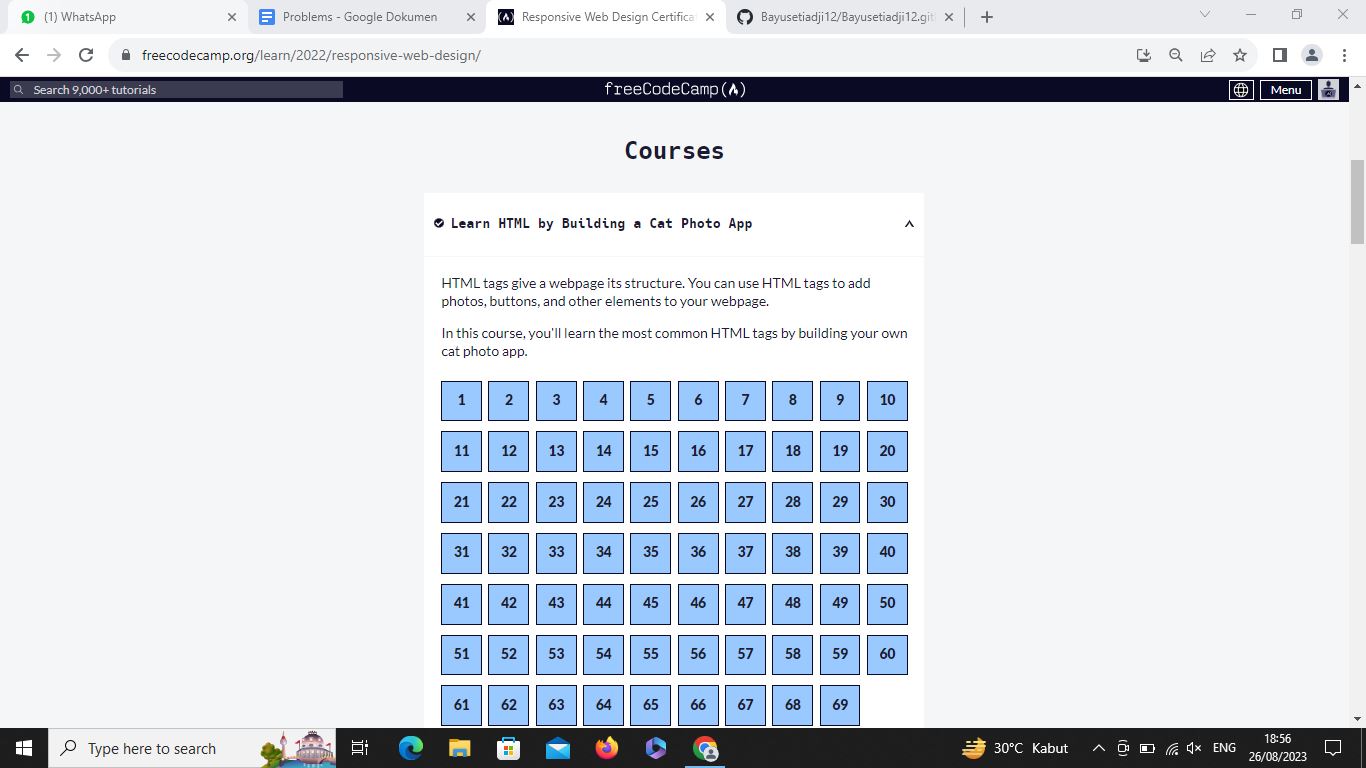 (1) WhatsApp
Problems - Google Dokumen
Responsive Web Design Certifica
Bayusetiadji12/Bayusetiadji12.git
freecodecamp.org/learn/2022/responsive-web-design/
Search 9,000+ tutorials
freeCodeCamp
Menu
Courses
Learn HTML by Building a Cat Photo App
HTML tags give a webpage its structure. You can use HTML tags to add
photos, buttons, and other elements to your webpage.
In this course, you'll learn the most common HTML tags by building your own
cat photo app.
1 2 3 4 5 6 7 8 9 10
11 12 13 14 15 16 17 18 19 20
21 22 23 24 25 26 27 28 29 30
31 32 33 34 35 36 37 38 39 40
41 42 43 44 45 46 47 48 49 50
51 52 53 54 55 56 57 58 59 60
61 62 63 64 65 66 67 68 69
Type here to search
30°C Kabut
ENG
18:56
26/08/2023